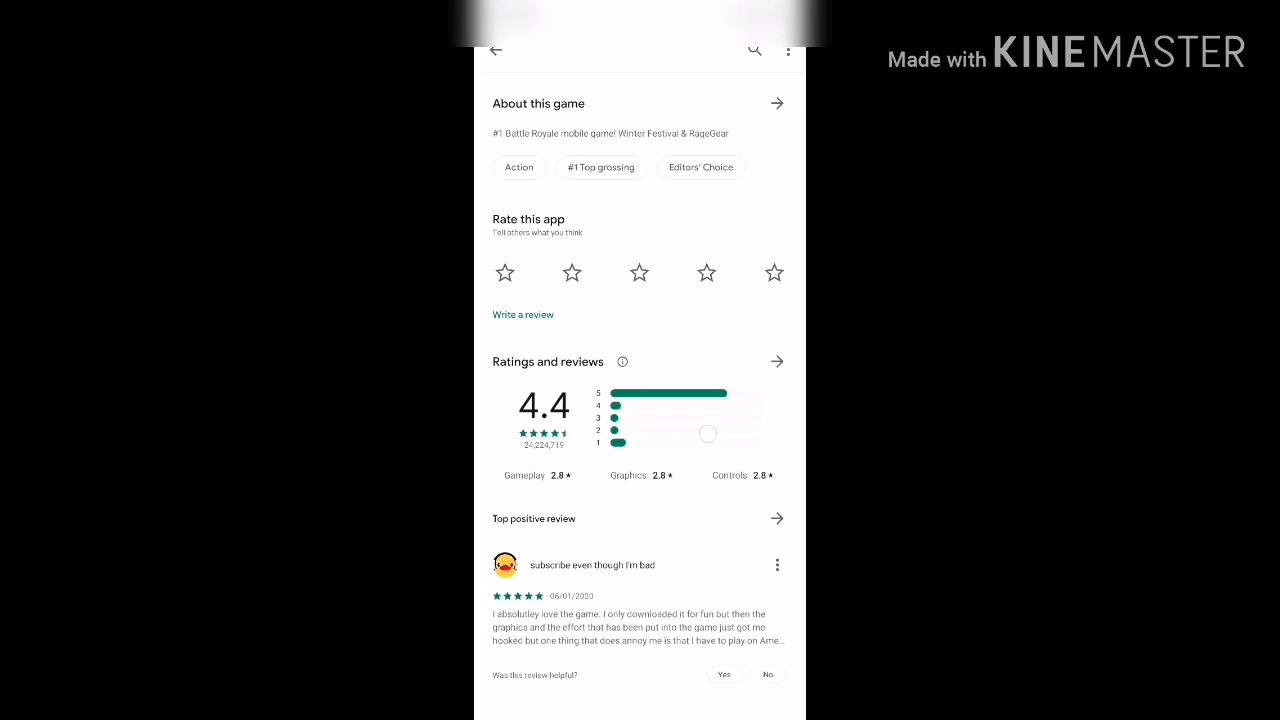 Made with KINEMASTER
About this game
#1 Battle Royale mobile game! Winter Festival & RageGear
Action
#1 Top grossing
Editors' Choice
Rate this app
Tell others what you think
Write a review
Ratings and reviews
4.4
24,224,719
5
4
3
2
1
Gameplay 2.8 ★ Graphics 2.8 ★ Controls 2.8 ★
Top positive review
subscribe even though I'm bad
06/01/2020
I absolutley love the game. I only downloaded it for fun but then the
graphics and the effort that has been put into the game just got me
hooked but one thing that does annoy me is that I have to play on Ame...
Was this review helpful?
Yes
No